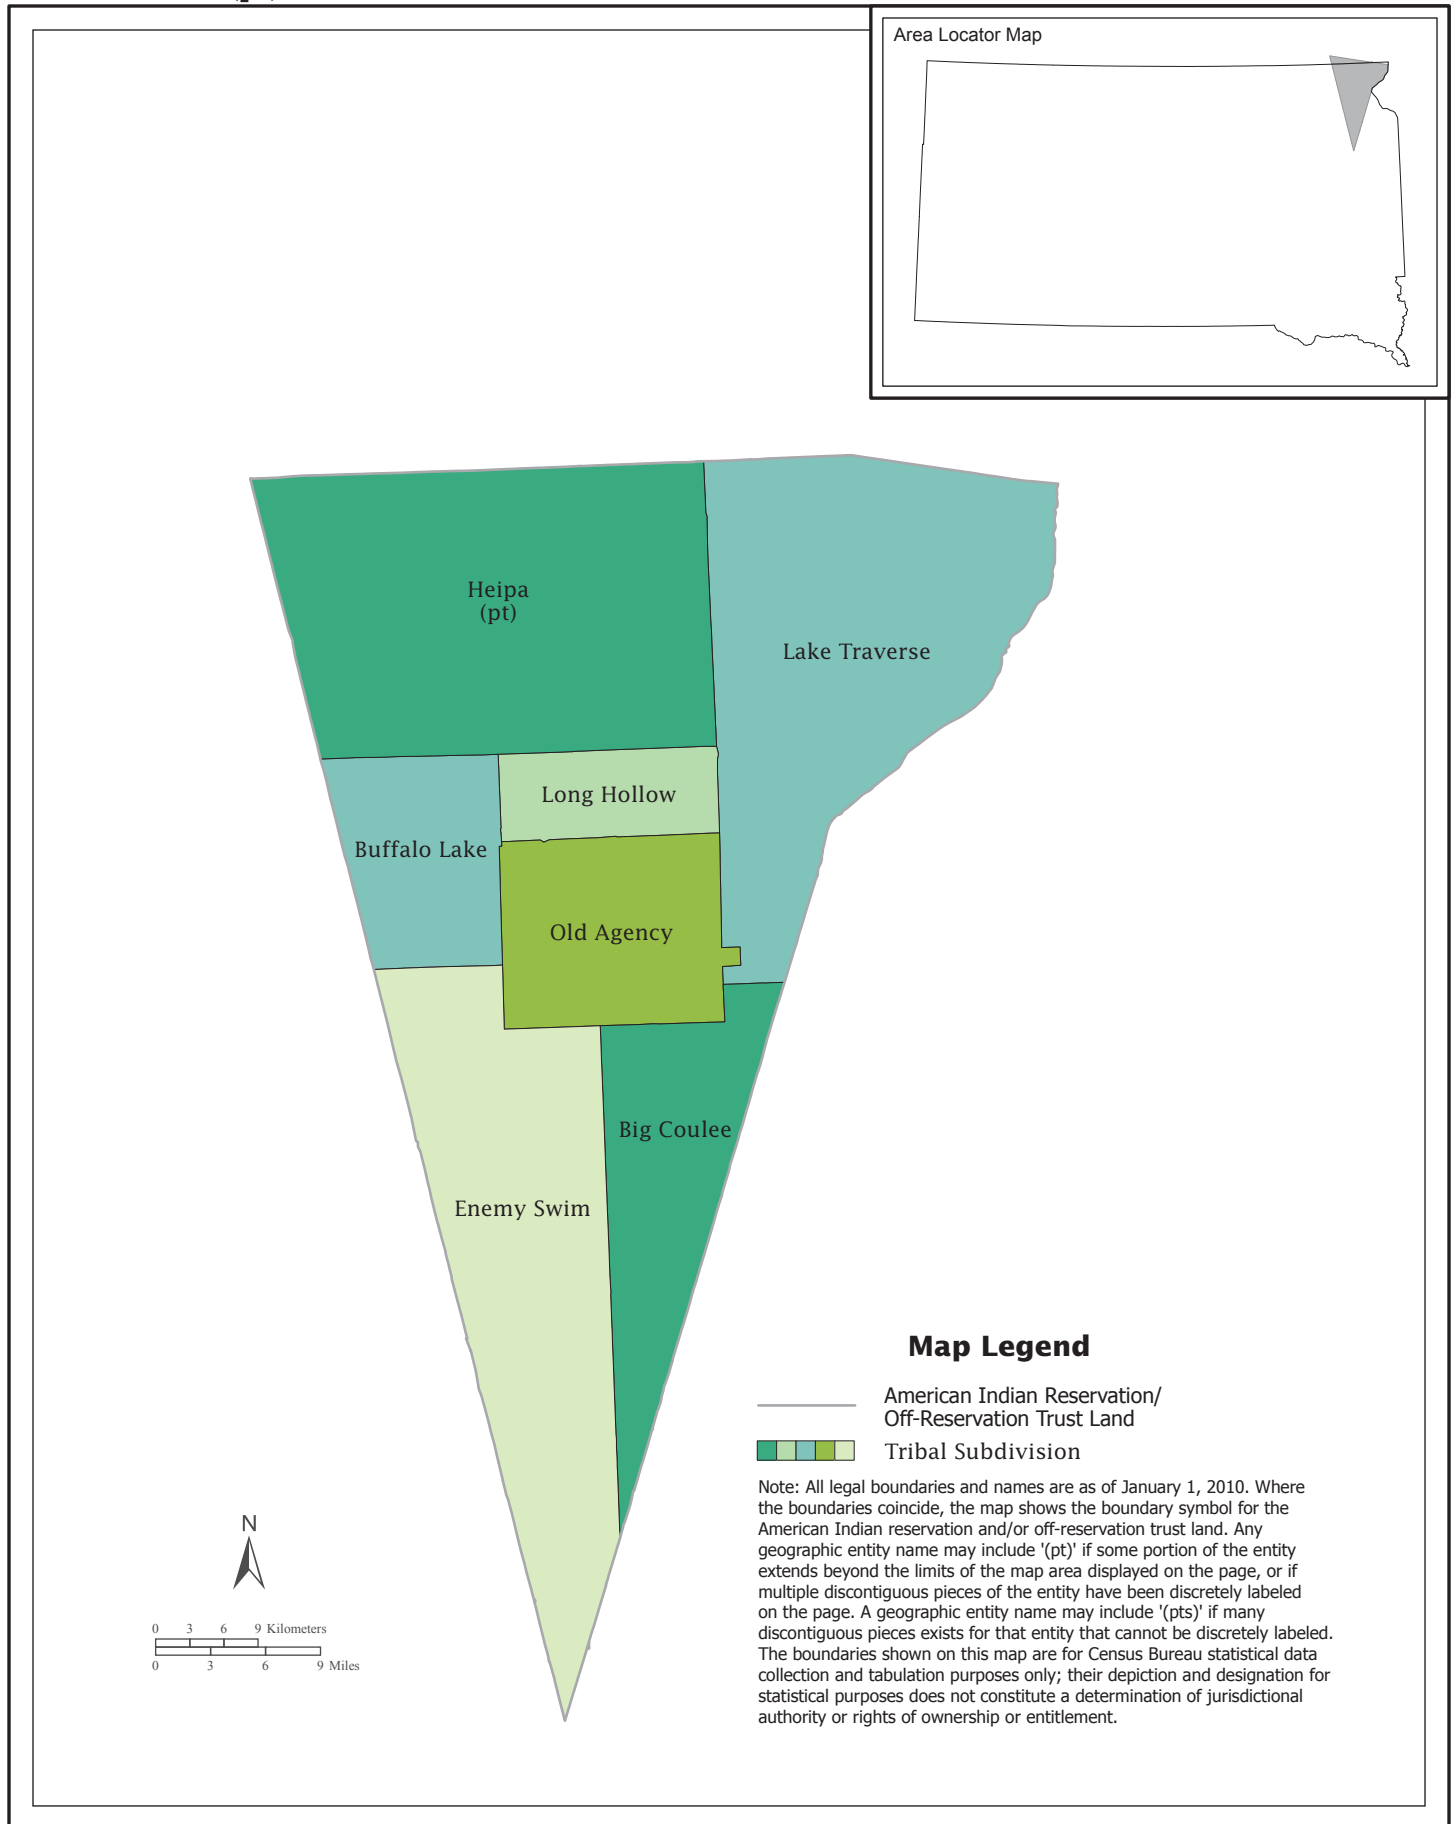 Area Locator Map
Heipa
(pt)
Lake Traverse
Long Hollow
Buffalo Lake
Old Agency
Big Coulee
Enemy Swim
Map Legend
American Indian Reservation/
Off-Reservation Trust Land
Tribal Subdivision
Note: All legal boundaries and names are as of January 1, 2010. Where
the boundaries coincide, the map shows the boundary symbol for the
American Indian reservation and/or off-reservation trust land. Any
geographic entity name may include '(pt)' if some portion of the entity
extends beyond the limits of the map area displayed on the page, or if
multiple discontiguous pieces of the entity have been discretely labeled
on the page. A geographic entity name may include '(pts)' if many
discontiguous pieces exists for that entity that cannot be discretely labeled.
The boundaries shown on this map are for Census Bureau statistical data
collection and tabulation purposes only; their depiction and designation for
statistical purposes does not constitute a determination of jurisdictional
authority or rights of ownership or entitlement.
N
0 3 6 9 Kilometers
0 3 6 9 Miles